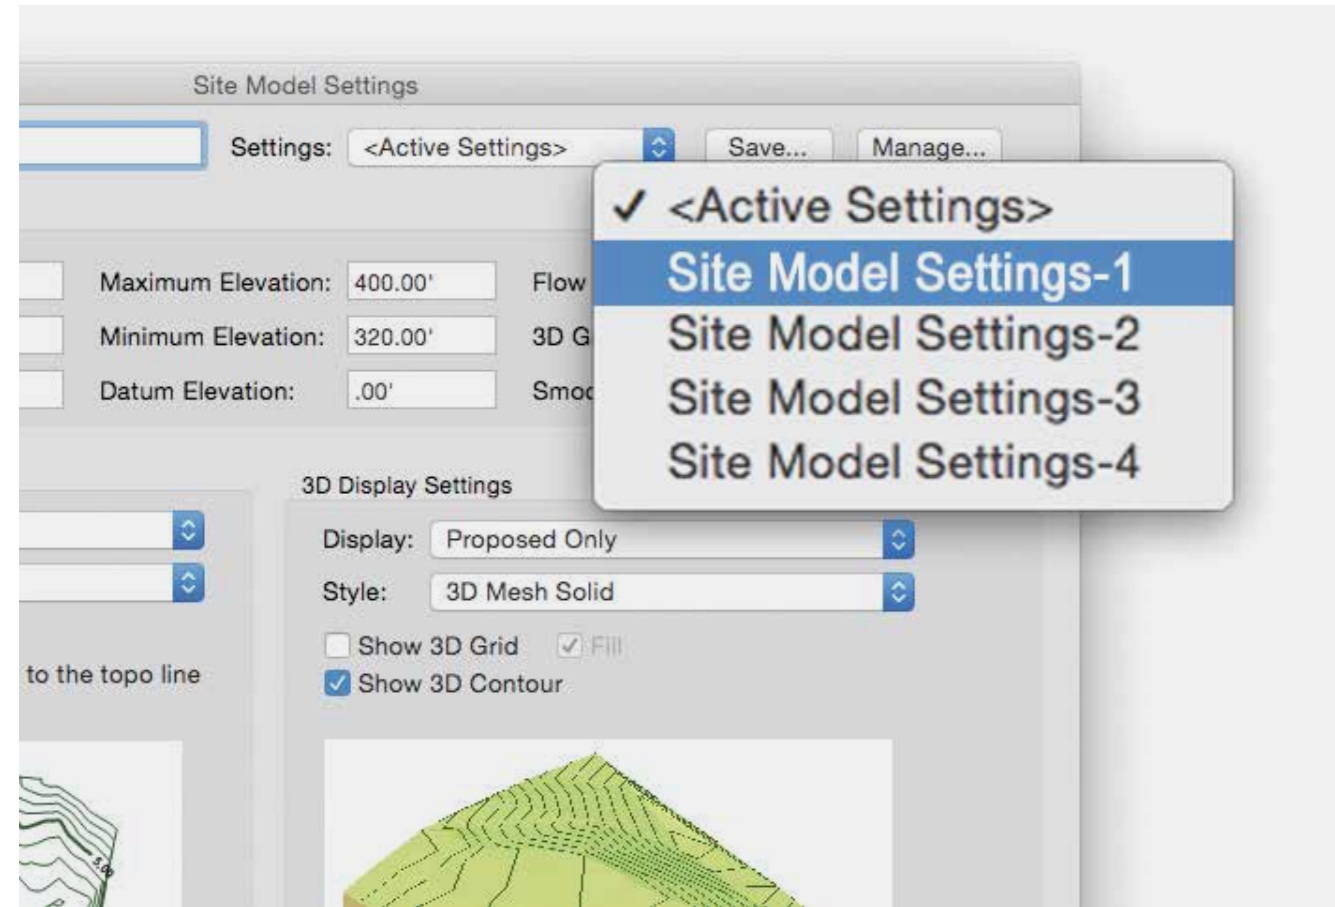 Site Model Settings
Settings: <Active Settings> Save... Manage...
✓ <Active Settings>
Site Model Settings-1
Site Model Settings-2
Site Model Settings-3
Site Model Settings-4
Maximum Elevation: 400.00' Flow
Minimum Elevation: 320.00' 3D G
Datum Elevation: .00' Smoo
3D Display Settings
Display: Proposed Only
Style: 3D Mesh Solid
Show 3D Grid Fill
to the topo line
Show 3D Contour
5.00